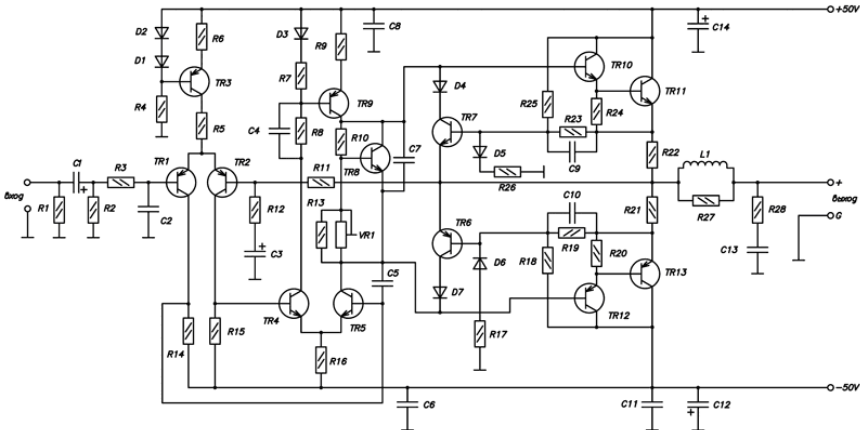 D2 R6 D3 R9 C8 C14 +50V
D1 TR3 R7 TR9 D4 TR10 TR11
R4 R5 C4 R8 R10 C7 TR7 R25 R23 R24
TR8 D5 C9 R22 L1
C1 R3 TR1 TR2 R11 R26
вход + выход
R1 R2 C2 R12 R13 C10 R21 R27 R28 G
C3 VR1 TR6 D6 R18 R19 R20 C13
TR4 TR5 C5 D7 TR12 TR13
R14 R15 R16 R17
-50V
C6 C11 C12